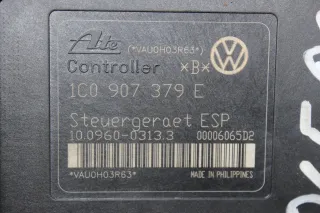 Ate (*VAU0H03R63*)
Controller *B*
1C0 907 379 E
Steuergeraet ESP
10.0960-0313.3 00006065D2
*VAU0H03R63* MADE IN PHILIPPINES